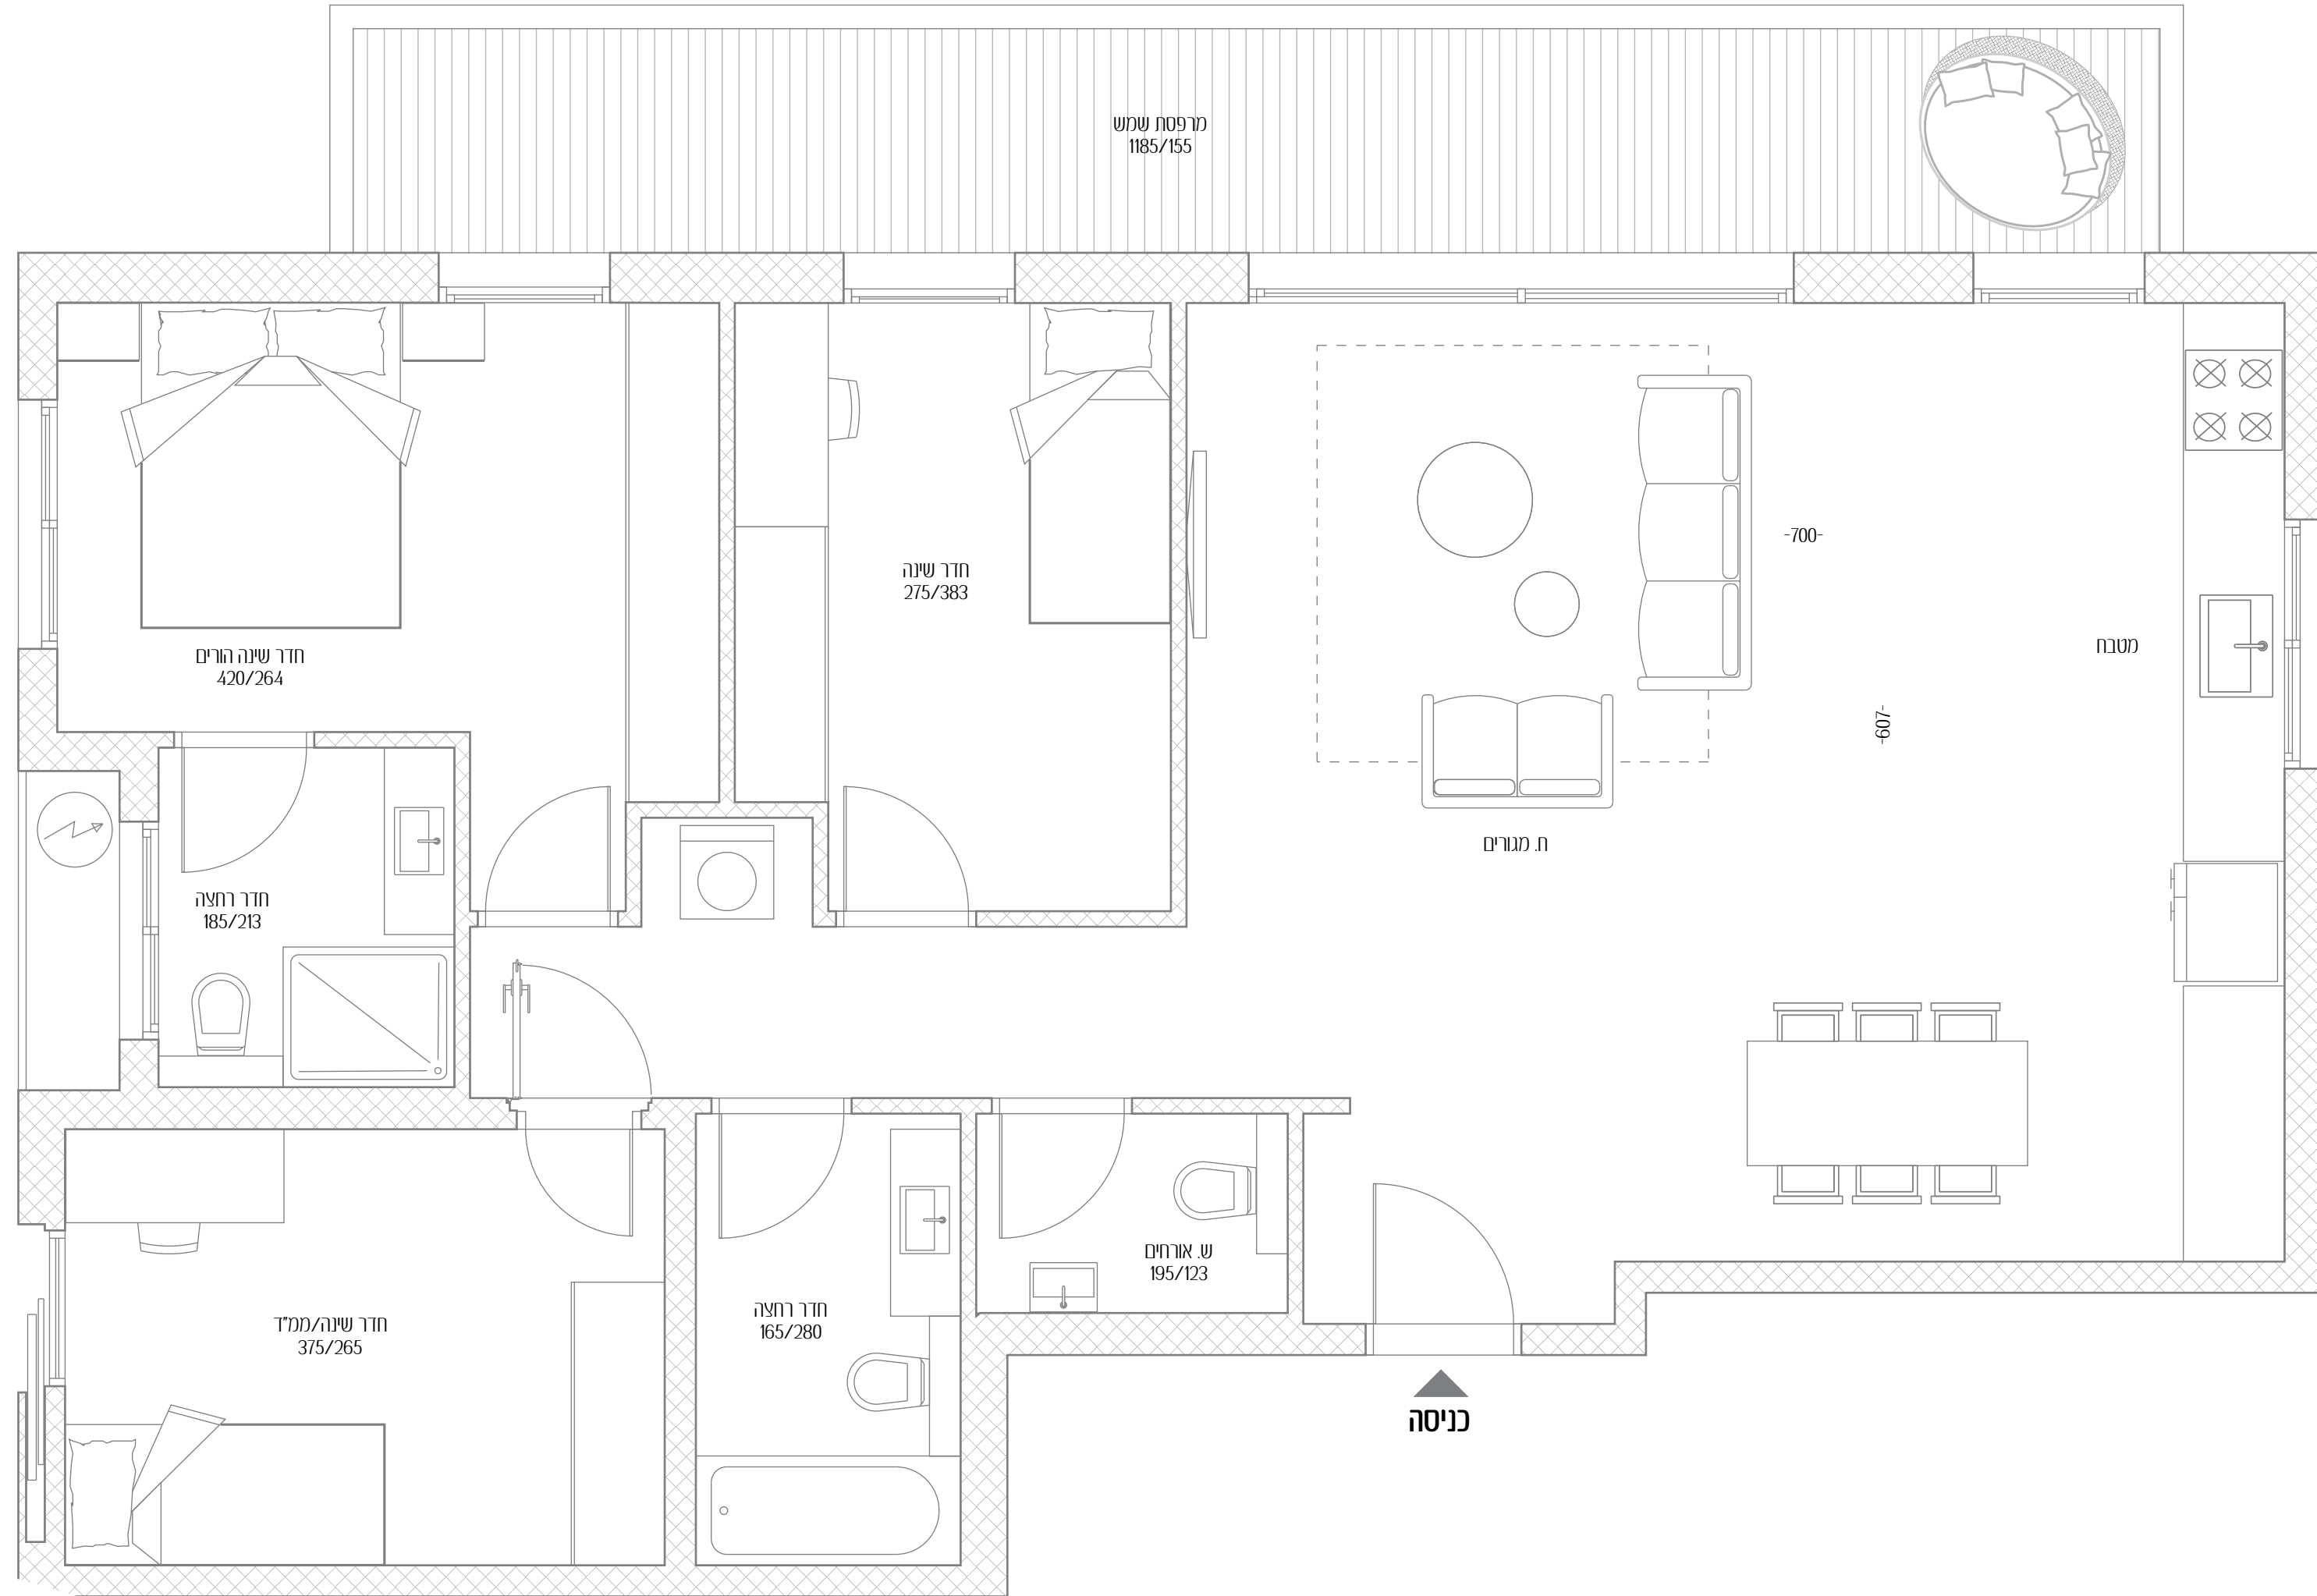 מרפסת שמש
1185/155
חדר שינה
275/383
-700-
מטבח
חדר שינה הורים
420/264
-607-
ח. מגורים
חדר רחצה
185/213
ש. אורחים
195/123
חדר רחצה
165/280
חדר שינה/ממ"ד
375/265
כניסה